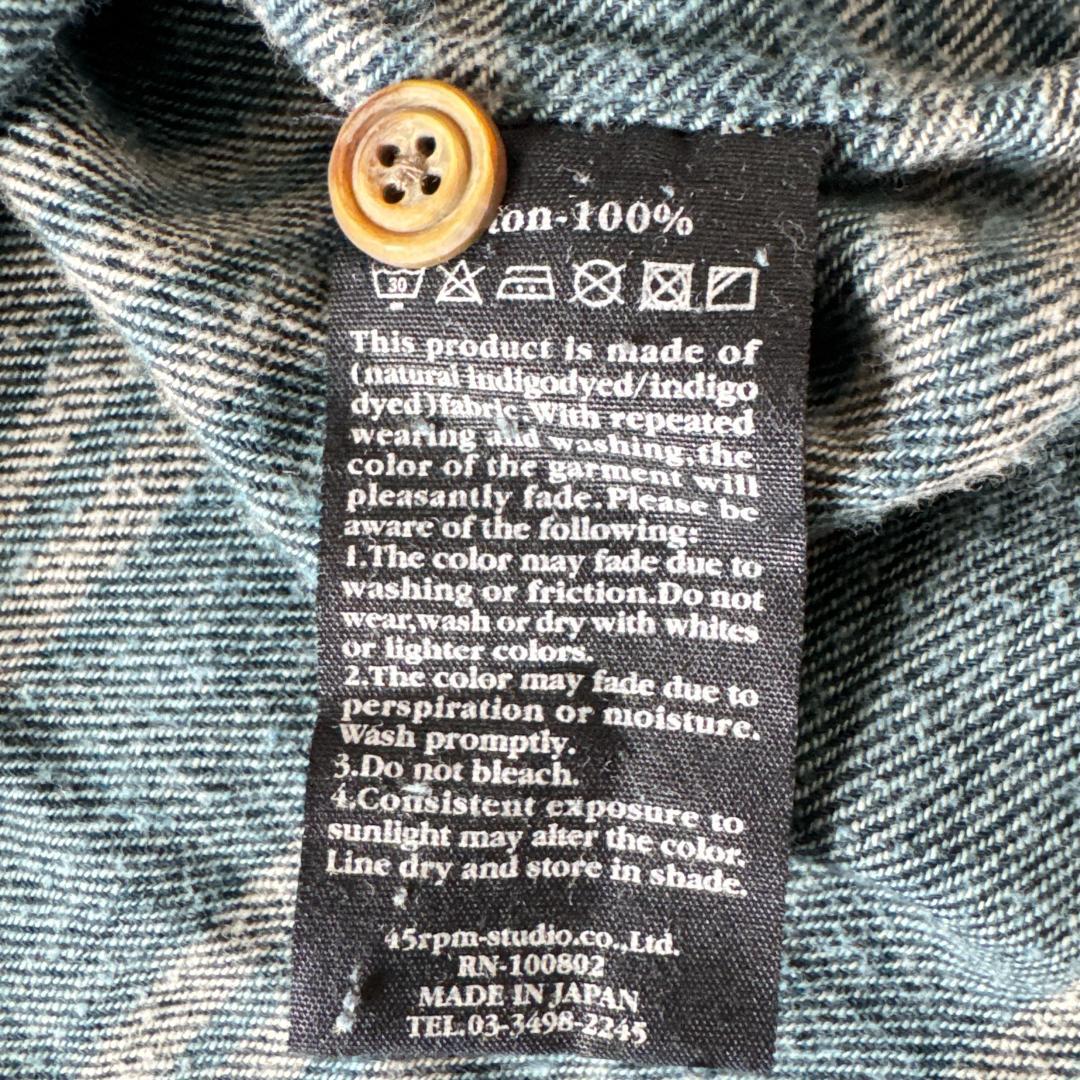 ton-100%
30
This product is made of
(natural indigodyed/indigo
dyed)fabric.With repeated
wearing and washing,the
color of the garment will
pleasantly fade.Please be
aware of the following:
1.The color may fade due to
washing or friction.Do not
wear,wash or dry with whites
or lighter colors.
2.The color may fade due to
perspiration or moisture.
Wash promptly.
3.Do not bleach.
4.Consistent exposure to
sunlight may alter the color.
Line dry and store in shade.
45rpm-studio.co.,Ltd.
RN-100802
MADE IN JAPAN
TEL.03-3498-2245